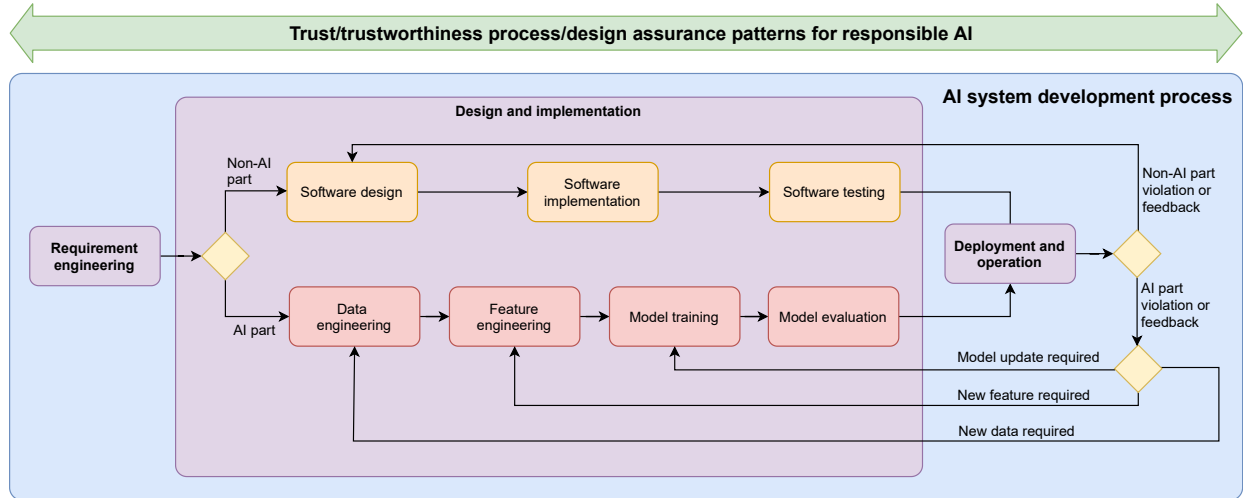 Trust/trustworthiness process/design assurance patterns for responsible AI
AI system development process
Design and implementation
Non-AI
part
Software design
Software
implementation
Software testing
Non-AI part
violation or
feedback
Requirement
engineering
Deployment and
operation
AI part
Data
engineering
Feature
engineering
Model training
Model evaluation
AI part
violation or
feedback
Model update required
New feature required
New data required